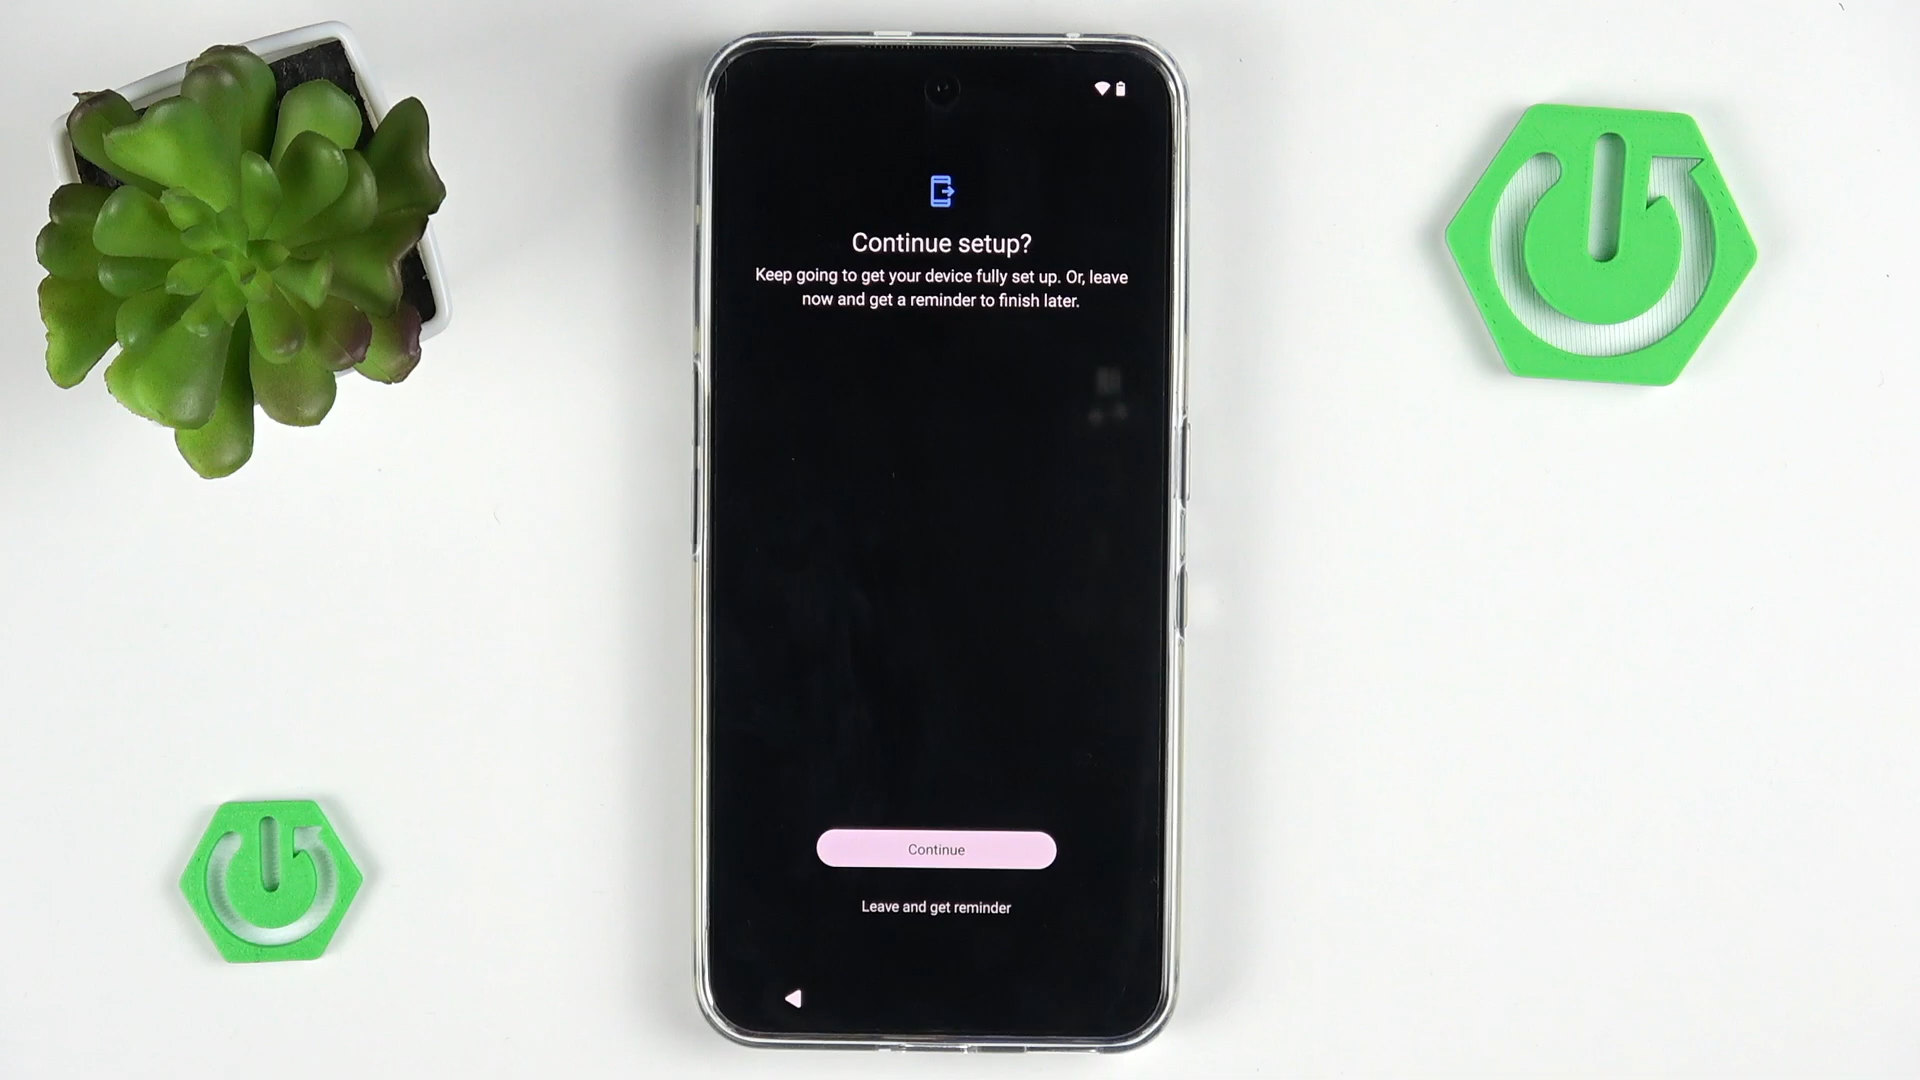 Continue setup?
Keep going to get your device fully set up. Or, leave
now and get a reminder to finish later.
Continue
Leave and get reminder